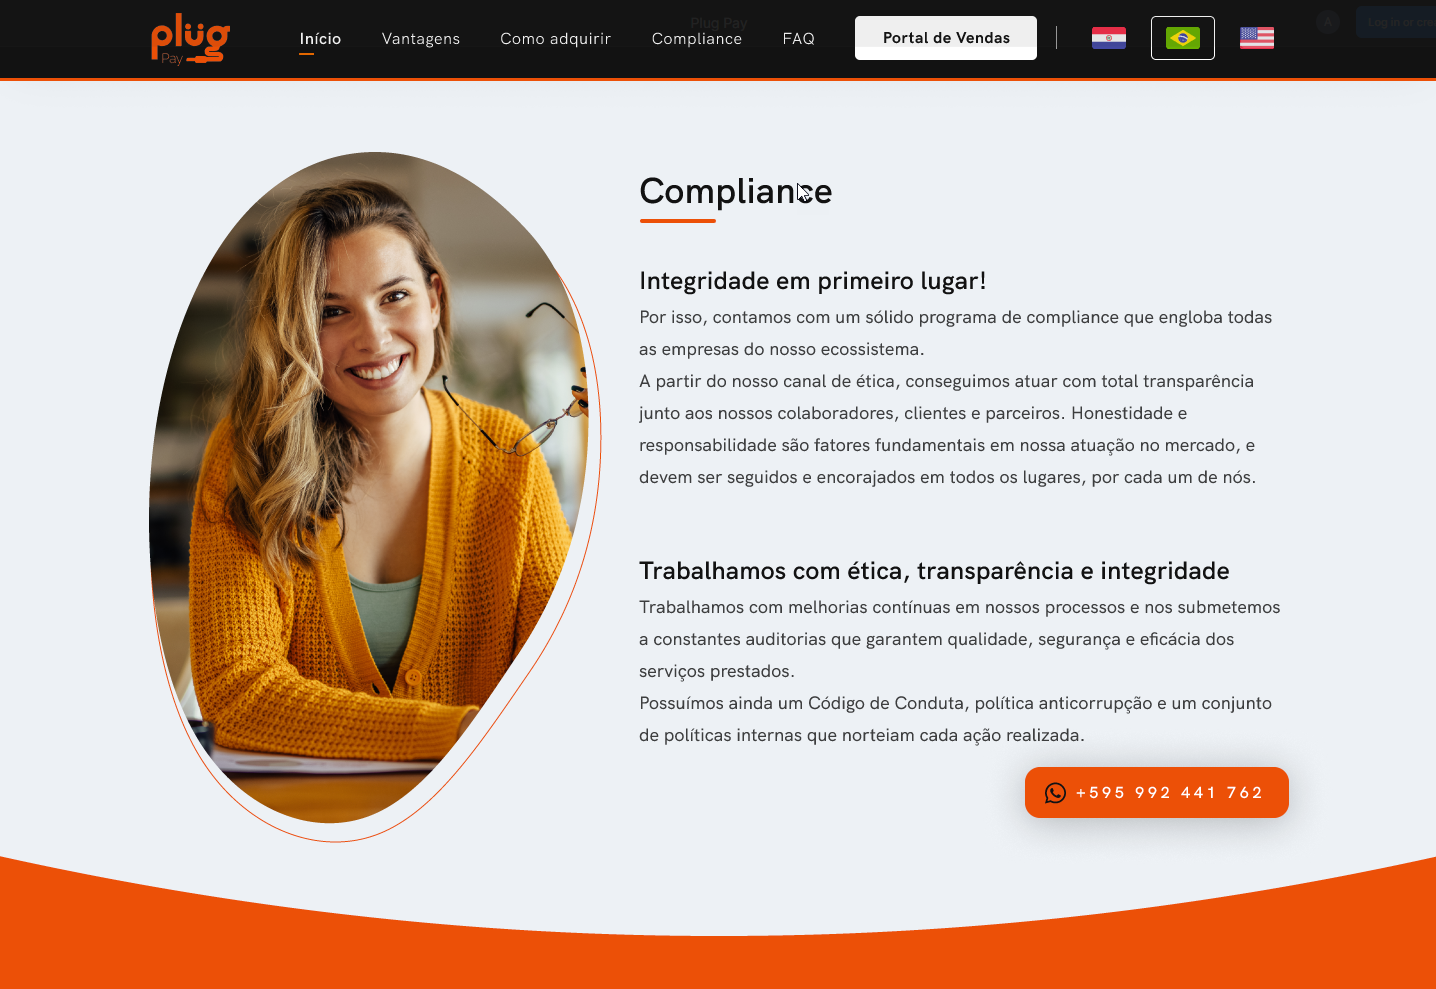 plug
Pay
Início
Vantagens
Como adquirir
Plug Pay
Compliance
FAQ
Portal de Vendas
Compliance
Integridade em primeiro lugar!
Por isso, contamos com um sólido programa de compliance que engloba todas
as empresas do nosso ecossistema.
A partir do nosso canal de ética, conseguimos atuar com total transparência
junto aos nossos colaboradores, clientes e parceiros. Honestidade e
responsabilidade são fatores fundamentais em nossa atuação no mercado, e
devem ser seguidos e encorajados em todos os lugares, por cada um de nós.
Trabalhamos com ética, transparência e integridade
Trabalhamos com melhorias contínuas em nossos processos e nos submetemos
a constantes auditorias que garantem qualidade, segurança e eficácia dos
serviços prestados.
Possuímos ainda um Código de Conduta, política anticorrupção e um conjunto
de políticas internas que norteiam cada ação realizada.
+595 992 441 762